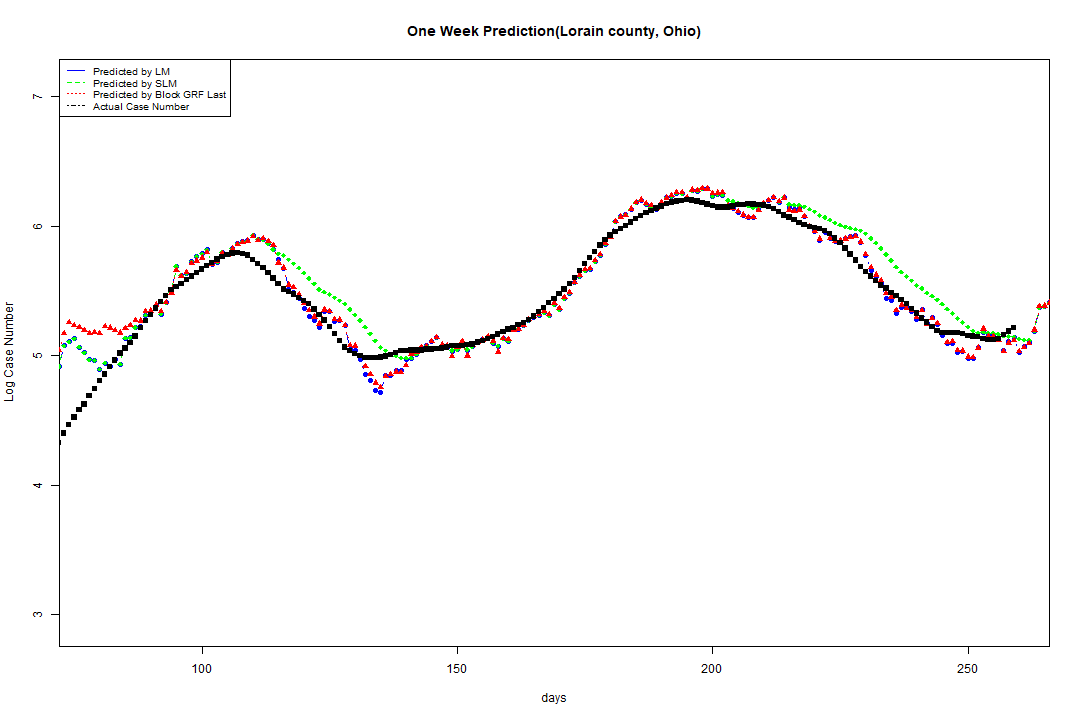 One Week Prediction(Lorain county, Ohio)
Predicted by LM
Predicted by SLM
Predicted by Block GRF Last
Actual Case Number
7
6
5
4
3
Log Case Number
100 150 200 250
days